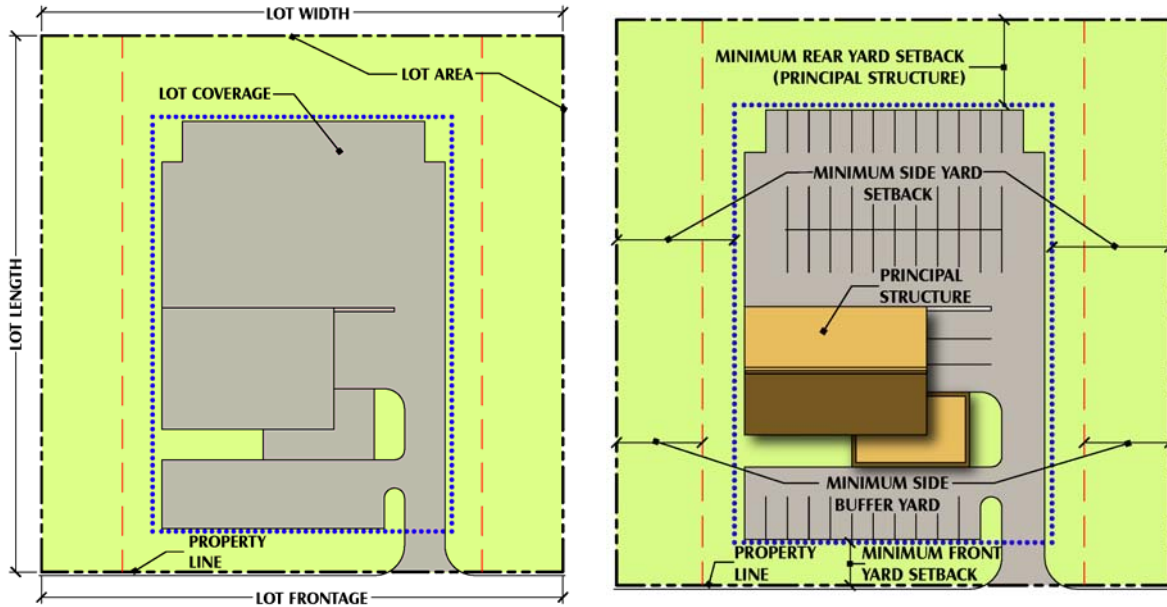 LOT WIDTH
LOT AREA
LOT COVERAGE
LOT LENGTH
PROPERTY
LINE
LOT FRONTAGE
MINIMUM REAR YARD SETBACK
(PRINCIPAL STRUCTURE)
MINIMUM SIDE YARD
SETBACK
PRINCIPAL
STRUCTURE
MINIMUM SIDE
BUFFER YARD
PROPERTY
LINE
MINIMUM FRONT
YARD SETBACK